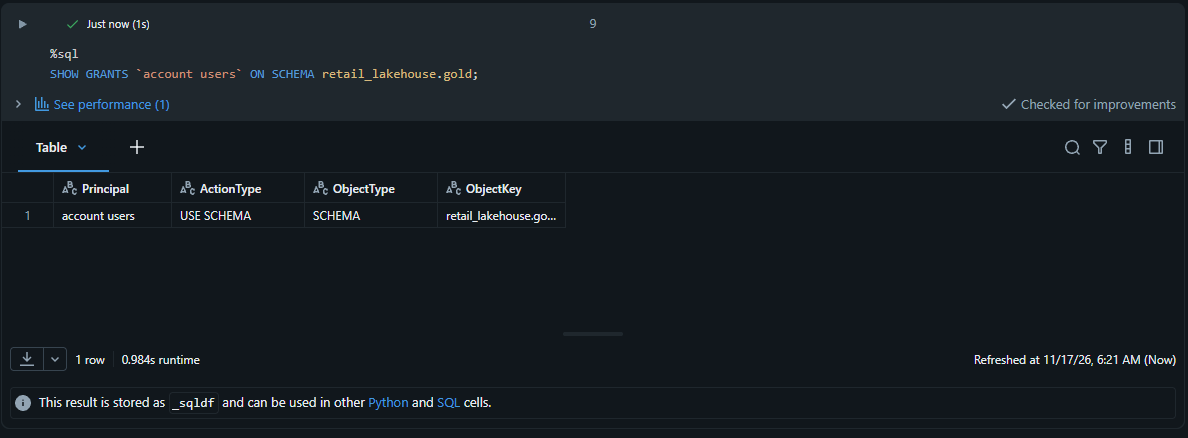 Just now (1s)
9
%sql
SHOW GRANTS `account users` ON SCHEMA retail_lakehouse.gold;
See performance (1)
Checked for improvements
Table
Principal ActionType ObjectType ObjectKey
1 account users USE SCHEMA SCHEMA retail_lakehouse.go...
1 row 0.984s runtime
Refreshed at 11/17/26, 6:21 AM (Now)
This result is stored as _sqldf and can be used in other Python and SQL cells.